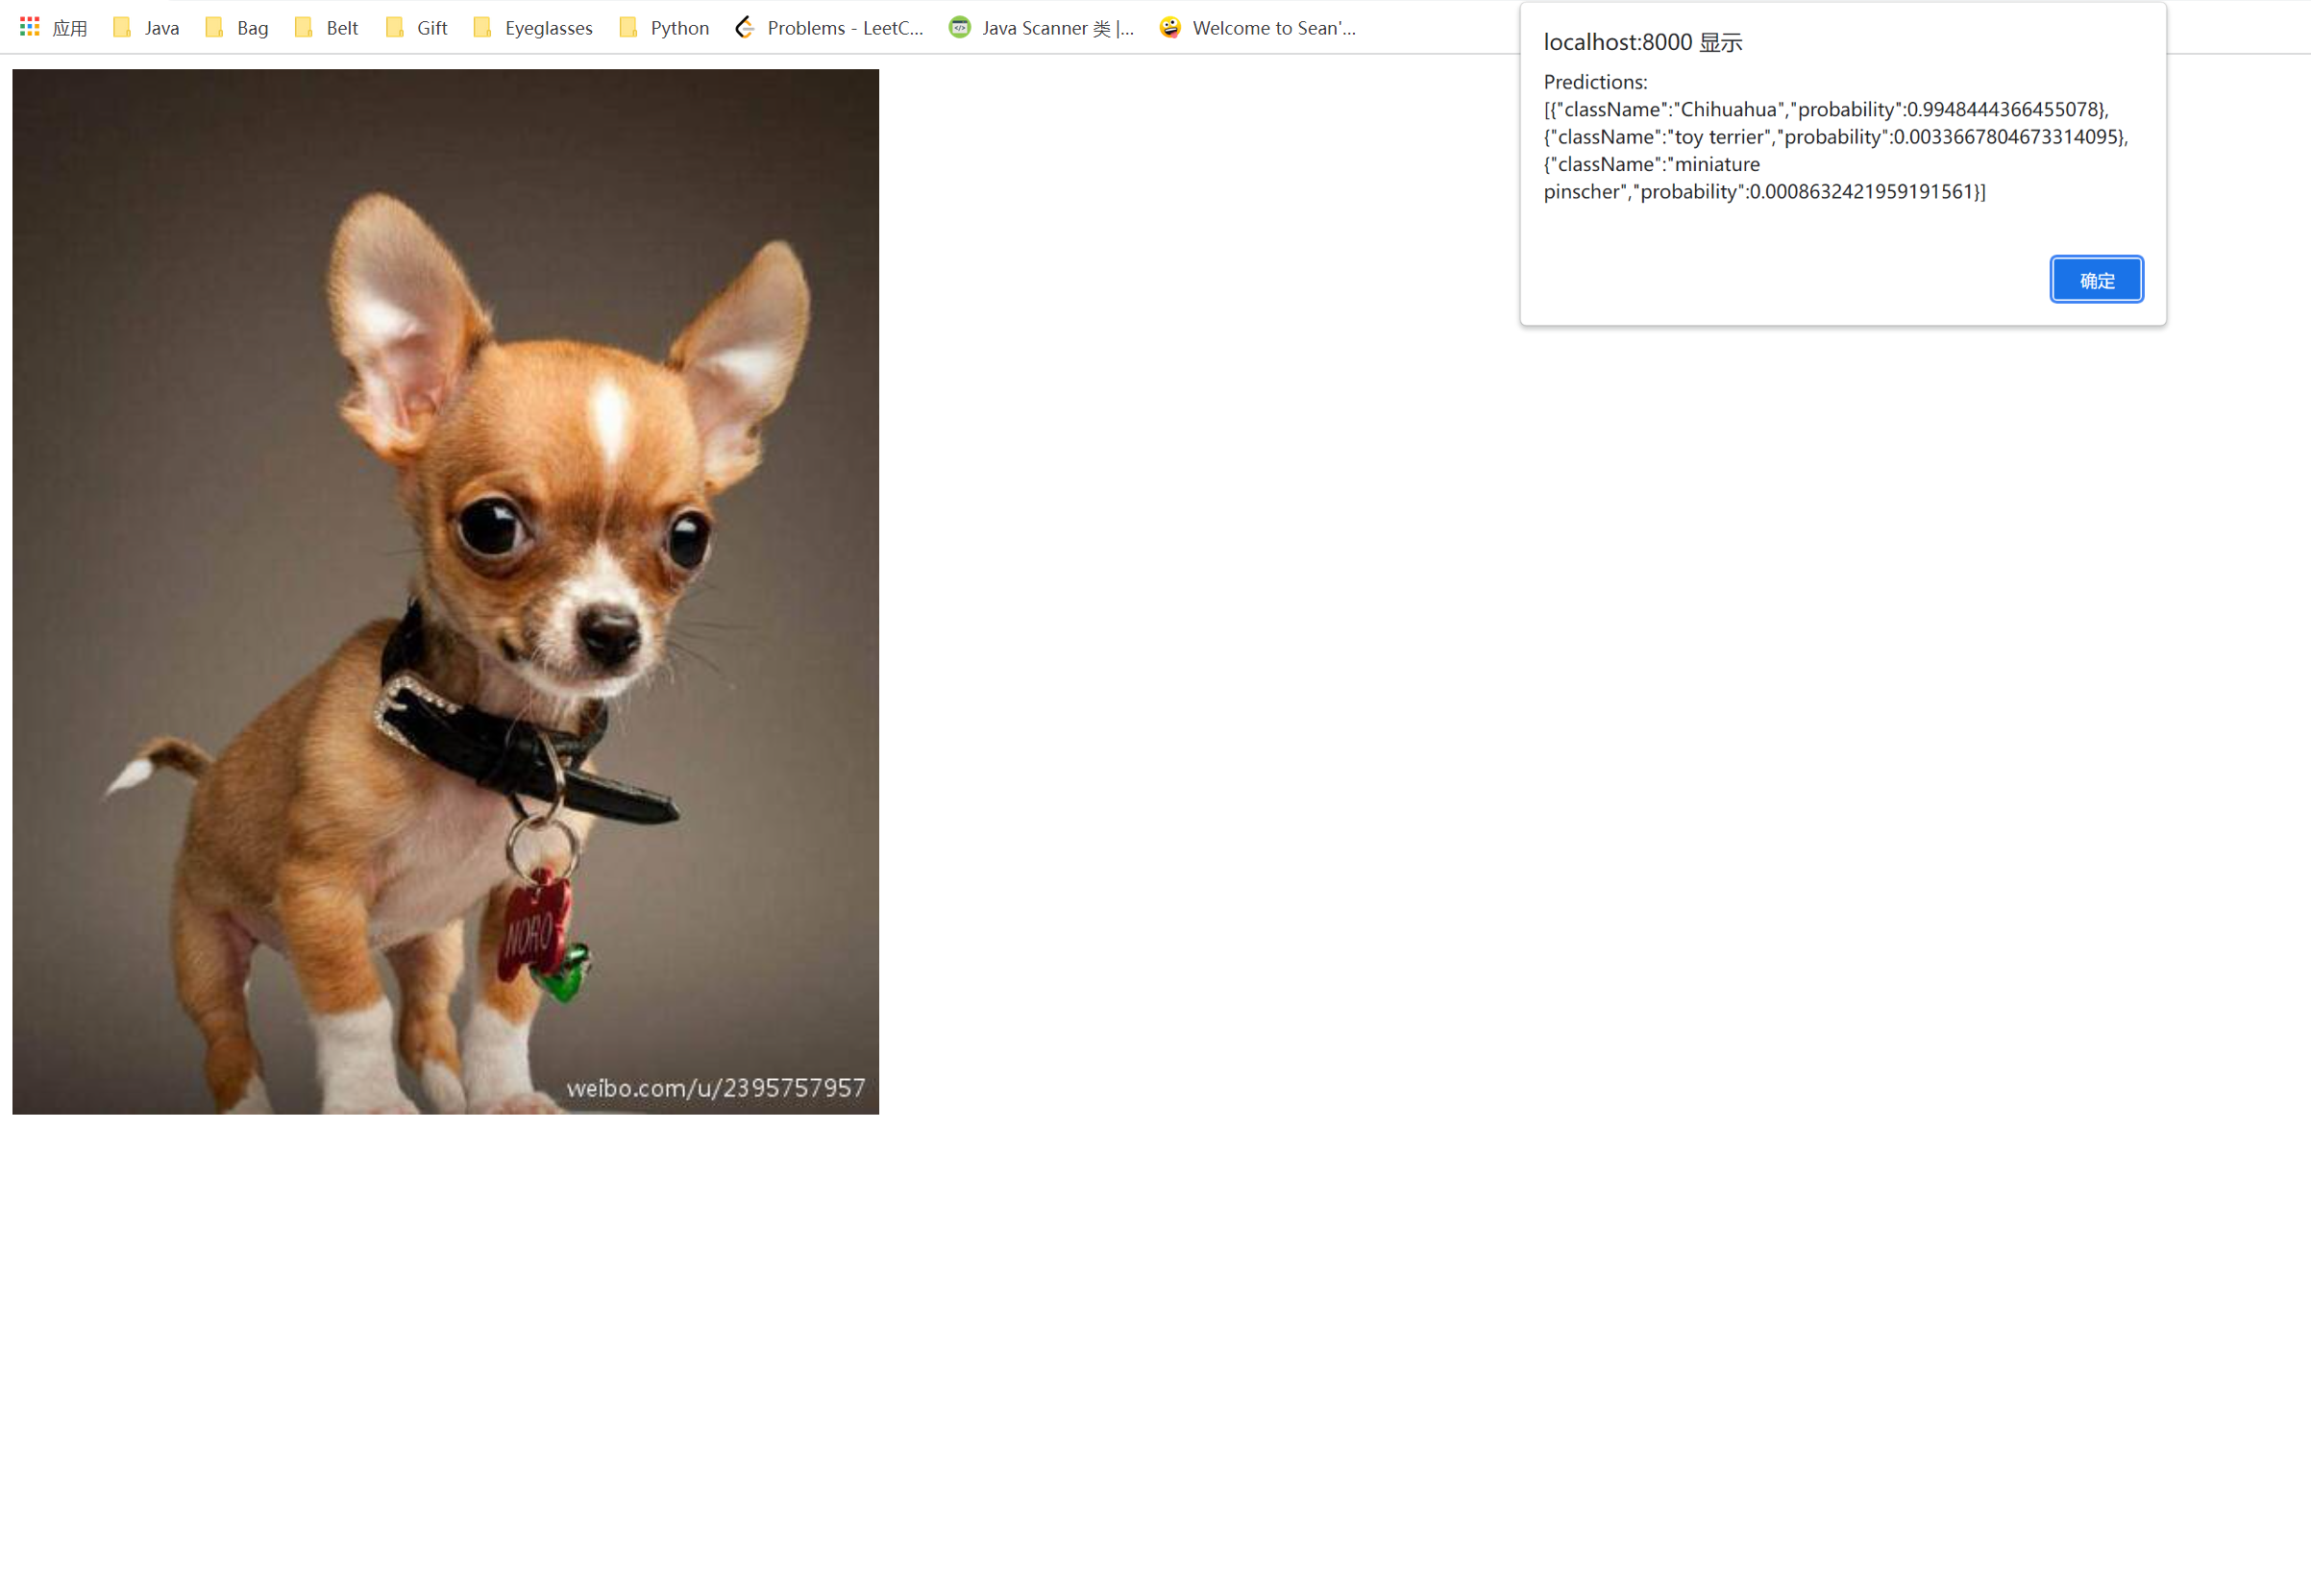 应用 Java Bag Belt Gift Eyeglasses Python Problems - LeetC... Java Scanner 类 |... Welcome to Sean'...
localhost:8000 显示
Predictions:
[{"className":"Chihuahua","probability":0.9948444366455078},
{"className":"toy terrier","probability":0.0033667804673314095},
{"className":"miniature
pinscher","probability":0.0008632421959191561}]
确定
NORO
weibo.com/u/2395757957